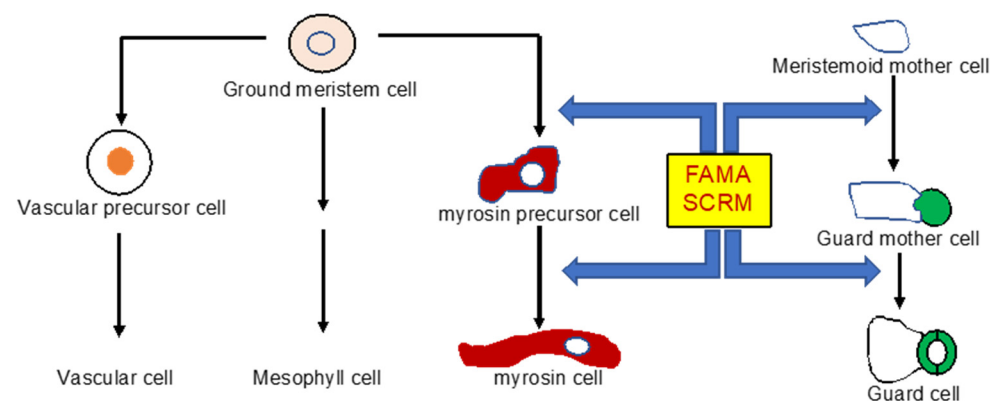 Ground meristem cell
Meristemoid mother cell
FAMA
SCRM
Vascular precursor cell
myrosin precursor cell
Guard mother cell
Vascular cell
Mesophyll cell
myrosin cell
Guard cell